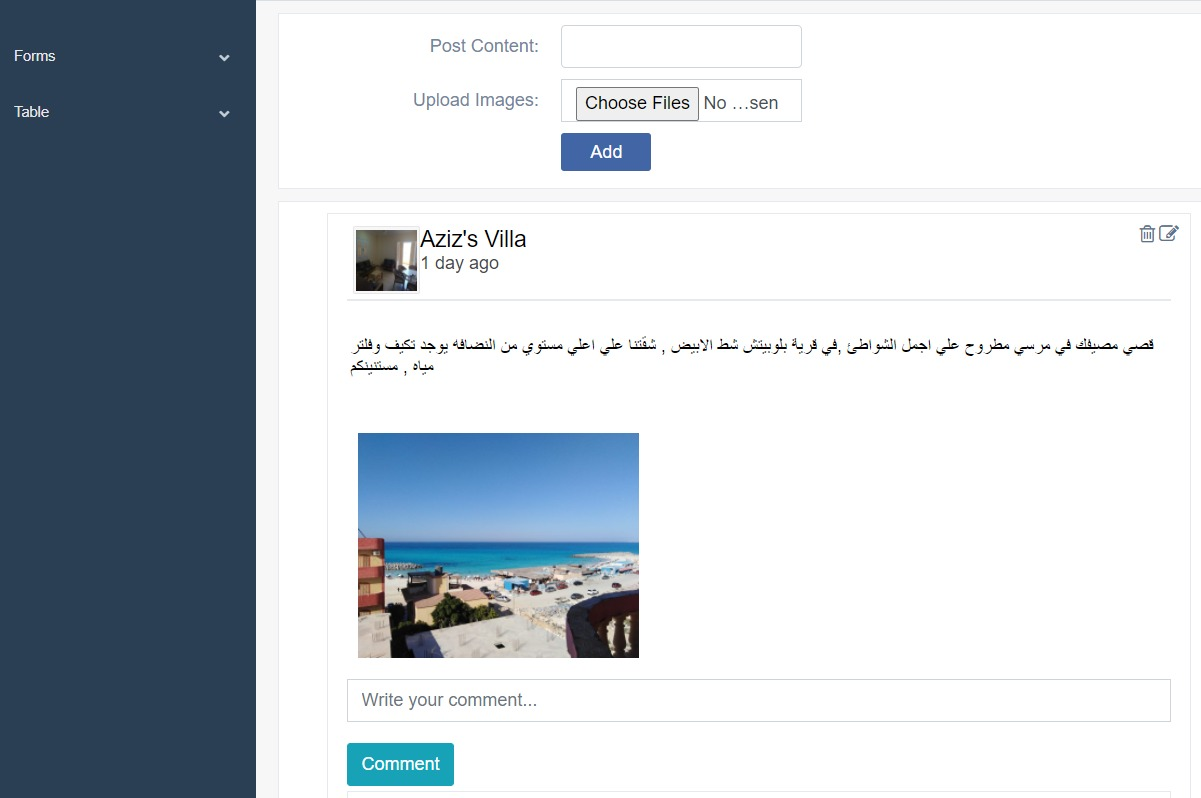 Forms
Table
Post Content:
Upload Images:
Choose Files No …sen
Add
Aziz's Villa
1 day ago
قصي مصيفك في مرسي مطروح علي اجمل الشواطئ ,في قرية بلوبيتش شط الابيض , شقتنا علي اعلي مستوي من النضافه يوجد تكيف وفلتر
مياه , مستنينكم
Write your comment...
Comment